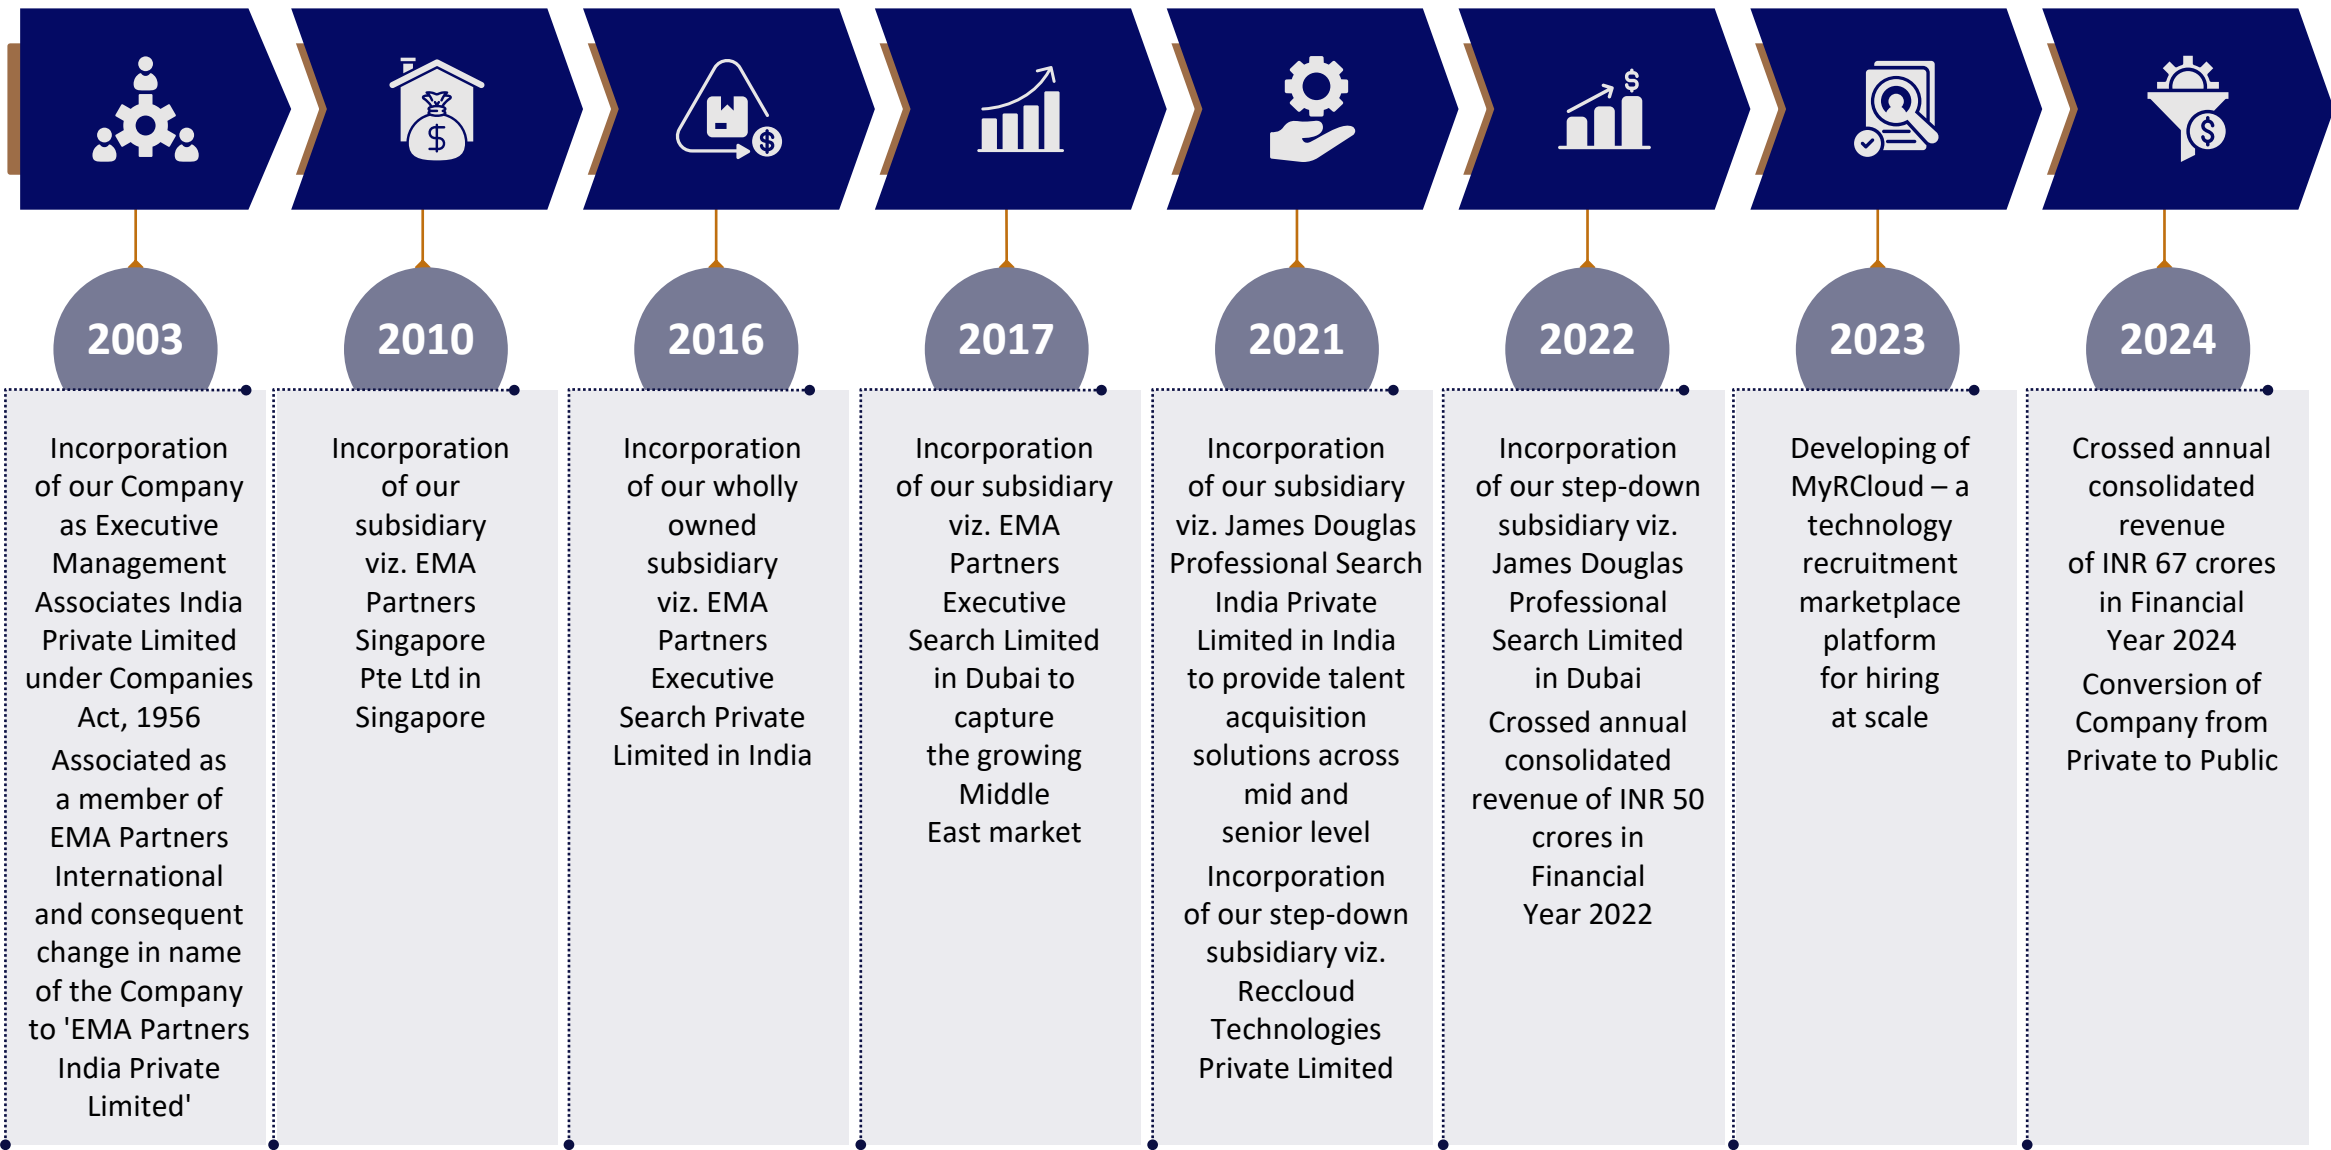 2003
Incorporation
of our Company
as Executive
Management
Associates India
Private Limited
under Companies
Act, 1956
Associated as
a member of
EMA Partners
International
and consequent
change in name
of the Company
to 'EMA Partners
India Private
Limited'
2010
Incorporation
of our
subsidiary
viz. EMA
Partners
Singapore
Pte Ltd in
Singapore
2016
Incorporation
of our wholly
owned
subsidiary
viz. EMA
Partners
Executive
Search Private
Limited in India
2017
Incorporation
of our subsidiary
viz. EMA
Partners
Executive
Search Limited
in Dubai to
capture
the growing
Middle
East market
2021
Incorporation
of our subsidiary
viz. James Douglas
Professional Search
India Private
Limited in India
to provide talent
acquisition
solutions across
mid and
senior level
Incorporation
of our step-down
subsidiary viz.
Reccloud
Technologies
Private Limited
2022
Incorporation
of our step-down
subsidiary viz.
James Douglas
Professional
Search Limited
in Dubai
Crossed annual
consolidated
revenue of INR 50
crores in
Financial
Year 2022
2023
Developing of
MyRCloud – a
technology
recruitment
marketplace
platform
for hiring
at scale
2024
Crossed annual
consolidated
revenue
of INR 67 crores
in Financial
Year 2024
Conversion of
Company from
Private to Public